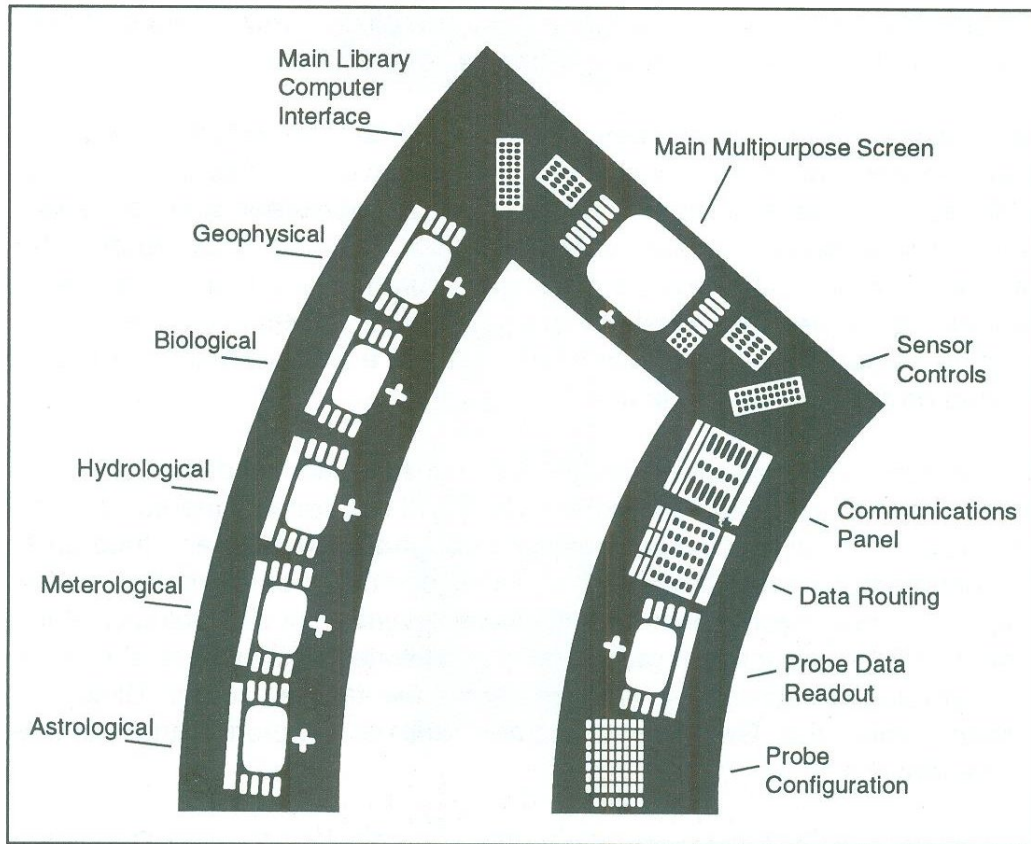 Main Library
Computer
Interface
Main Multipurpose Screen
Geophysical
Biological
Sensor
Controls
Hydrological
Communications
Panel
Meterological
Data Routing
Probe Data
Readout
Astrological
Probe
Configuration